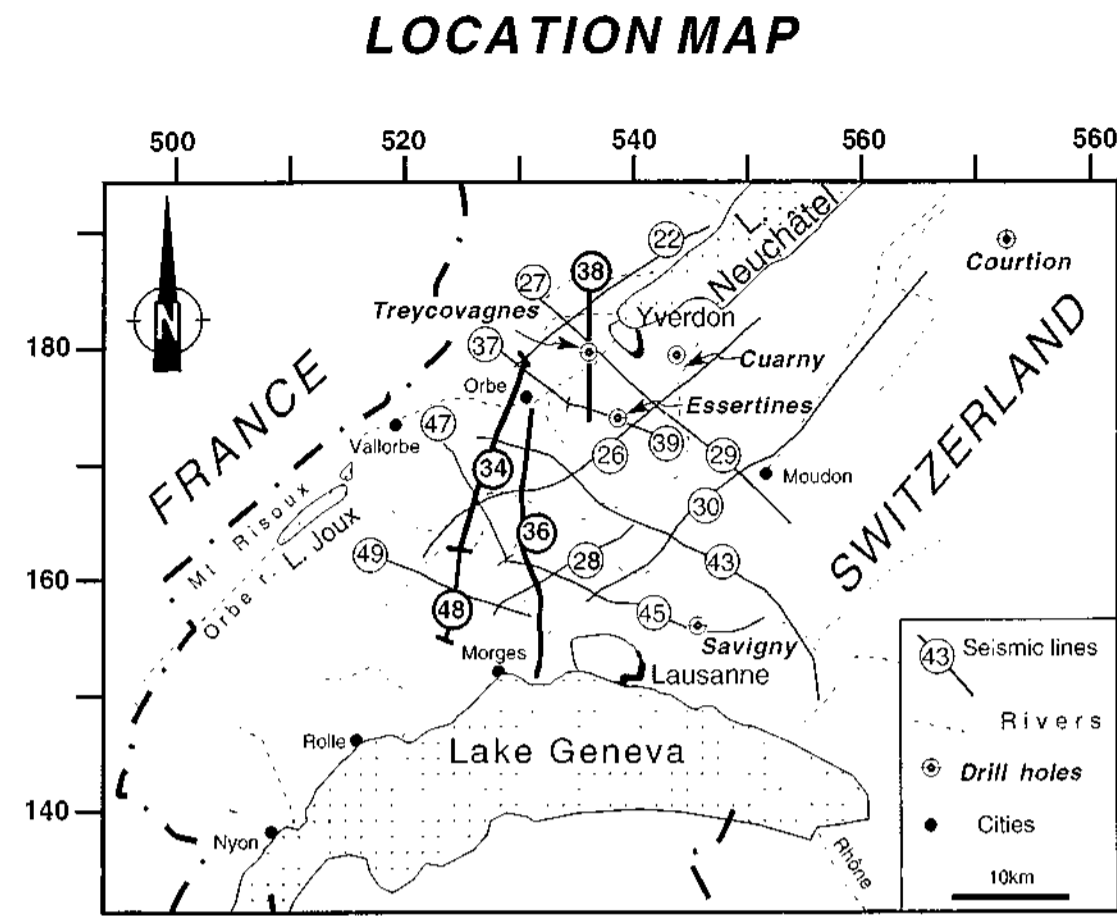 LOCATION MAP
500 520 540 560 560
180
160
140
N
L. Neuchâtel
22
38
27
Treycovagnes
Courtion
Yverdon
37
Cuarny
Orbe
Essertines
FRANCE
47
Vallorbe
39
26
29
Moudon
34
30
Mt Risoux
L. Joux
Orbe r.
36
SWITZERLAND
49
28
43
48
45
Savigny
Morges
Lausanne
Rolle
Lake Geneva
Nyon
Rhône
43 Seismic lines
Rivers
Drill holes
Cities
10km